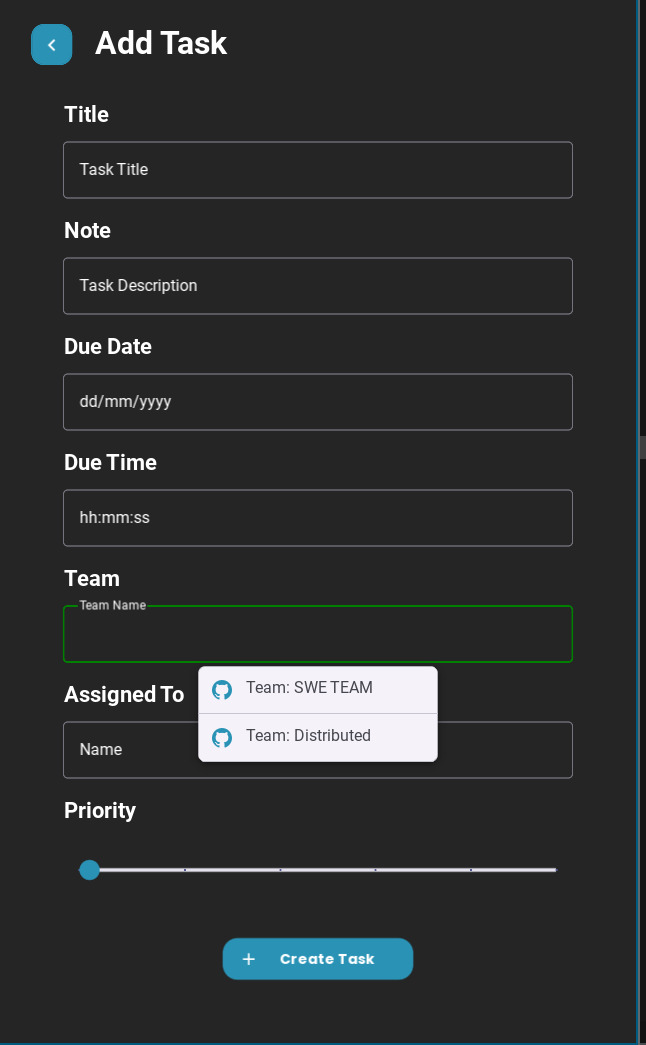 Add Task
Title
Task Title
Note
Task Description
Due Date
dd/mm/yyyy
Due Time
hh:mm:ss
Team
Team Name
Team: SWE TEAM
Team: Distributed
Assigned To
Name
Priority
Create Task